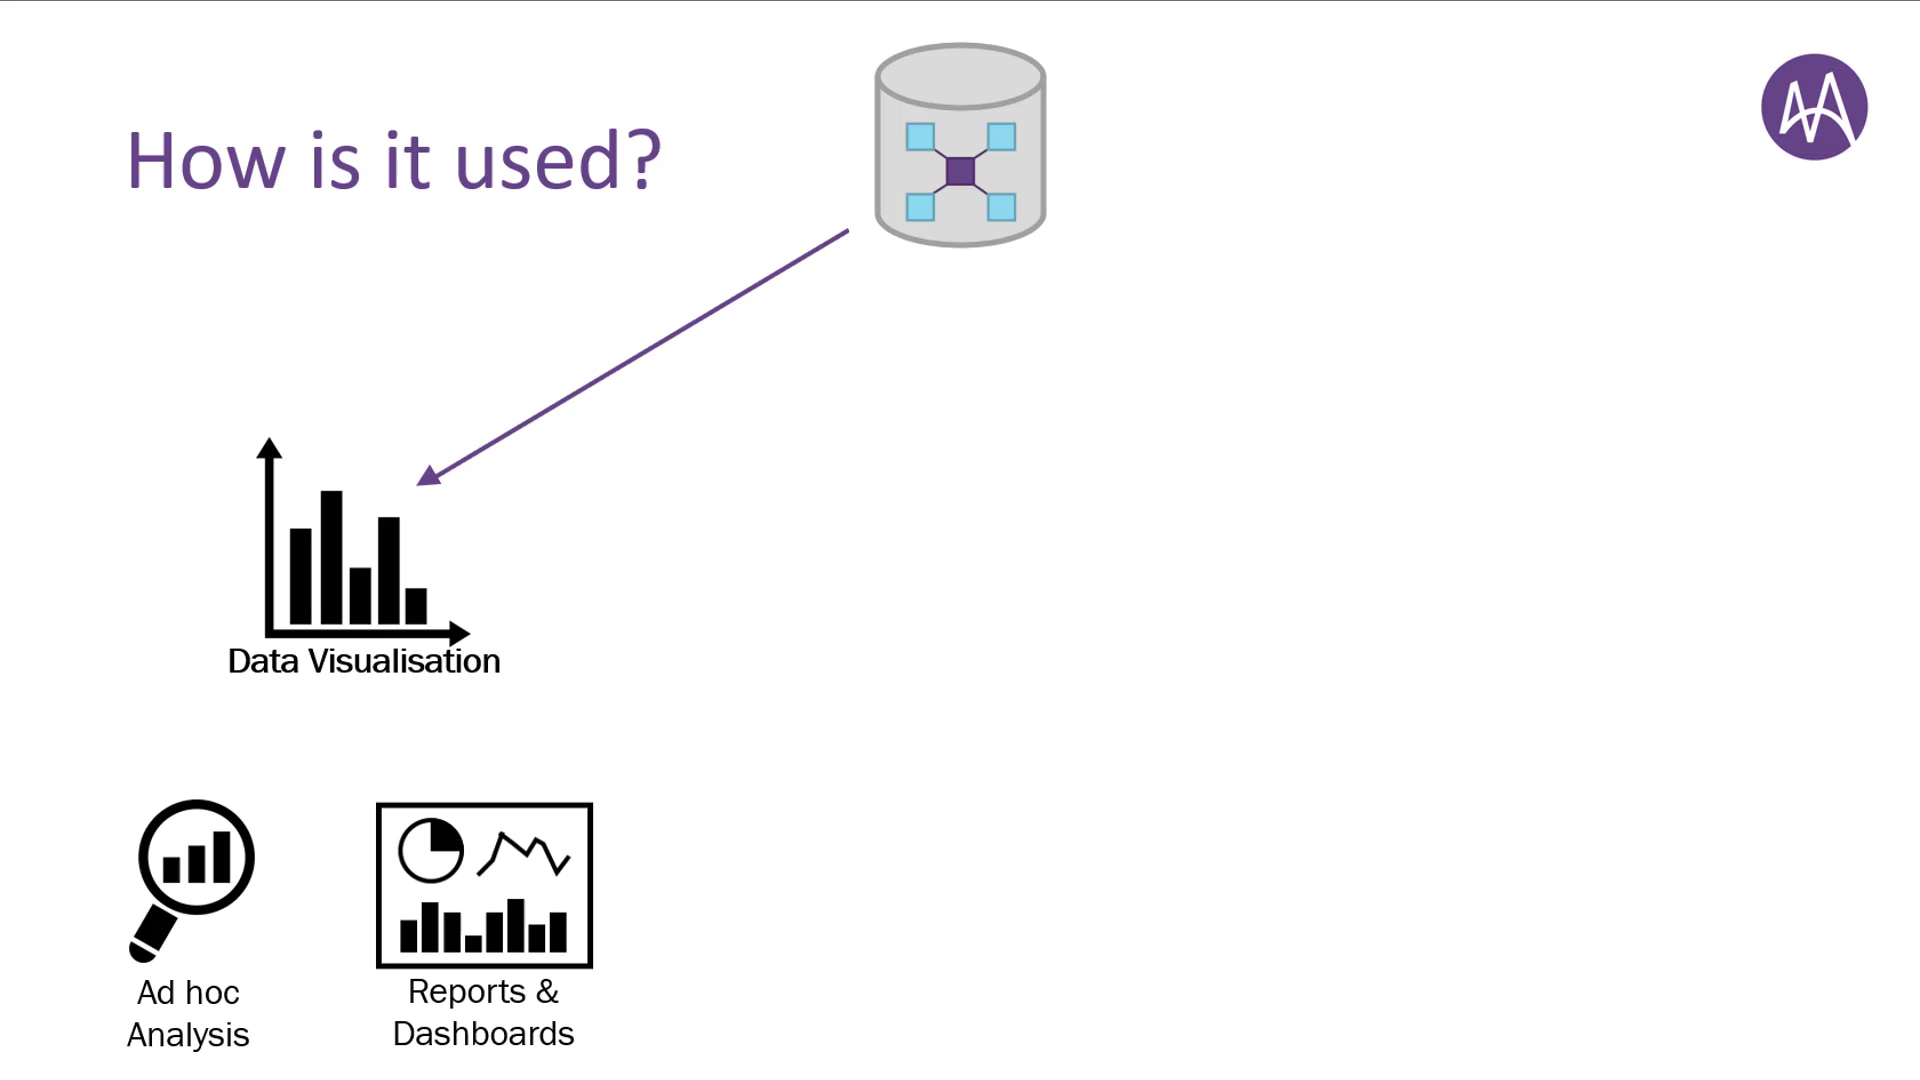 How is it used?
Data Visualisation
Ad hoc
Analysis
Reports &
Dashboards